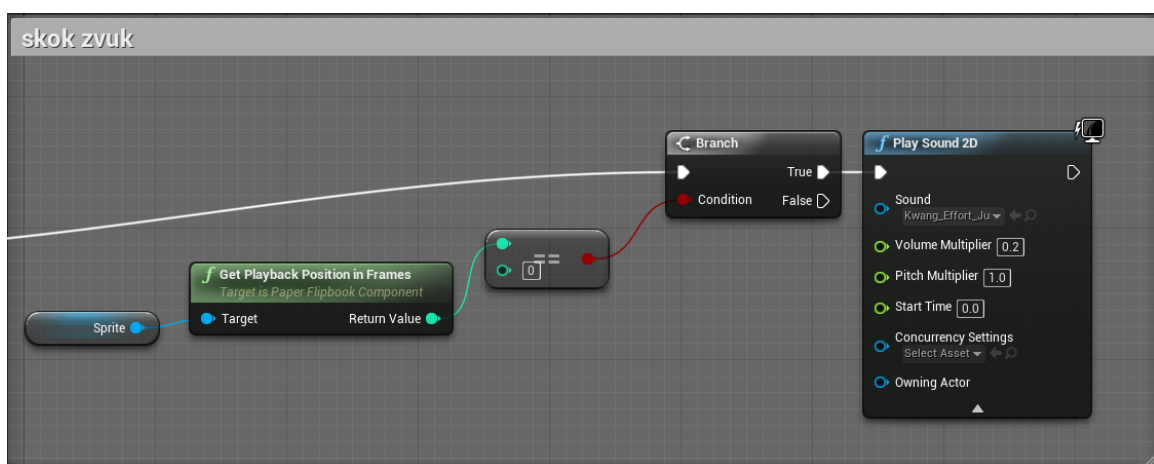 skok zvuk
Branch
True
Condition
False
Play Sound 2D
Sound
Kwang_Effort_Ju
Volume Multiplier 0.2
Pitch Multiplier 1.0
Start Time 0.0
Concurrency Settings
Select Asset
Owning Actor
0 ==
Get Playback Position in Frames
Target is Paper Flipbook Component
Target
Return Value
Sprite